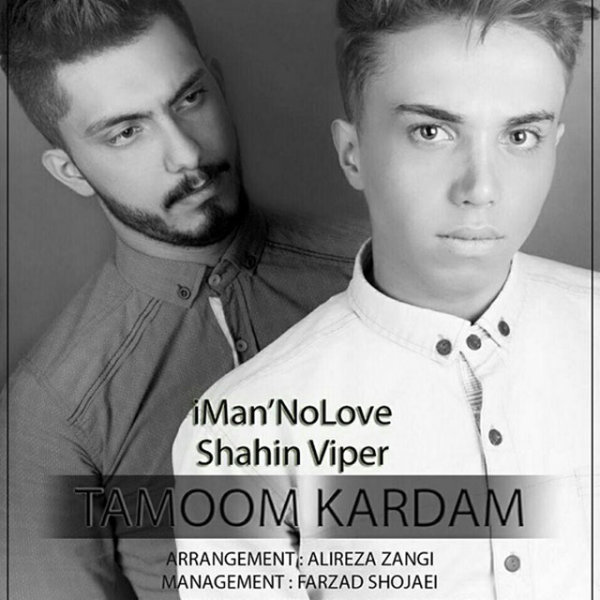 iMan'NoLove
Shahin Viper
TAMOOM KARDAM
ARRANGEMENT : ALIREZA ZANGI
MANAGEMENT : FARZAD SHOJAEI